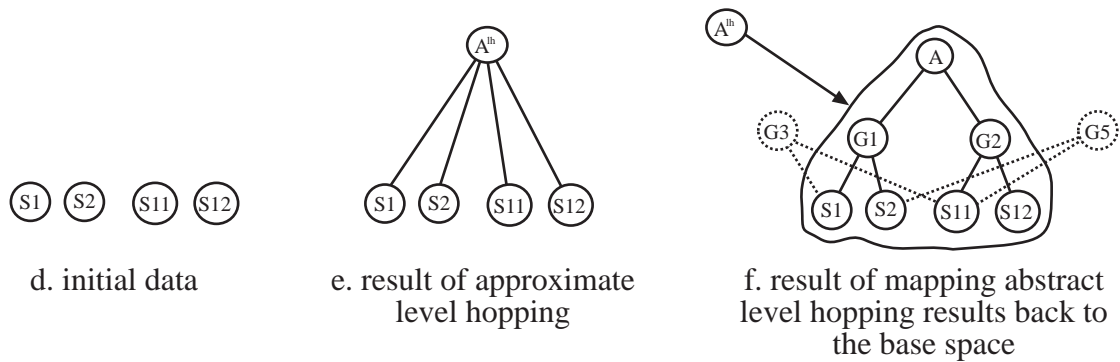 A^lh
A^lh
A
G3
G1
G2
G5
S1 S2 S11 S12
S1 S2 S11 S12
S1 S2 S11 S12
d. initial data
e. result of approximate
level hopping
f. result of mapping abstract
level hopping results back to
the base space